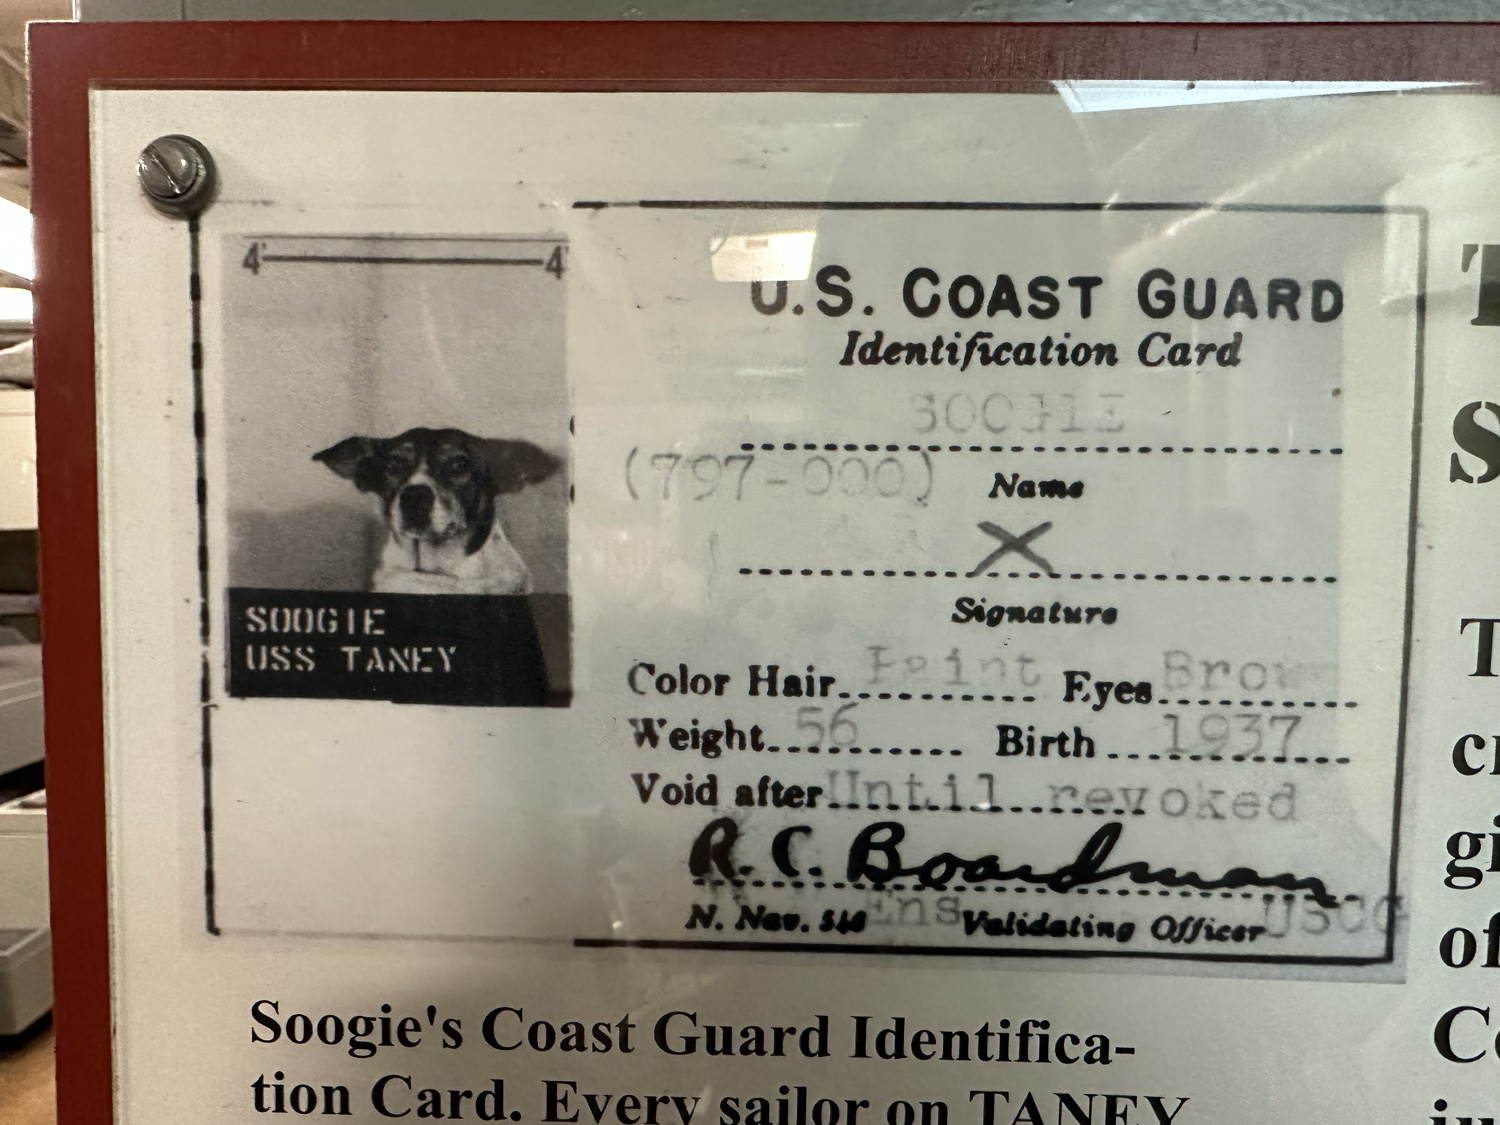 4' 4'
SOOGIE
USS TANEY
U.S. COAST GUARD
Identification Card
SOOGIE
(797-000) Name
X
Signature
Color Hair Paint Eyes Brow
Weight 56 Birth 1937
Void after Until revoked
R. C. Boardman
N. Nav. 546 Ens Validating Officer USCG
Soogie's Coast Guard Identifica-
tion Card. Every sailor on TANEY